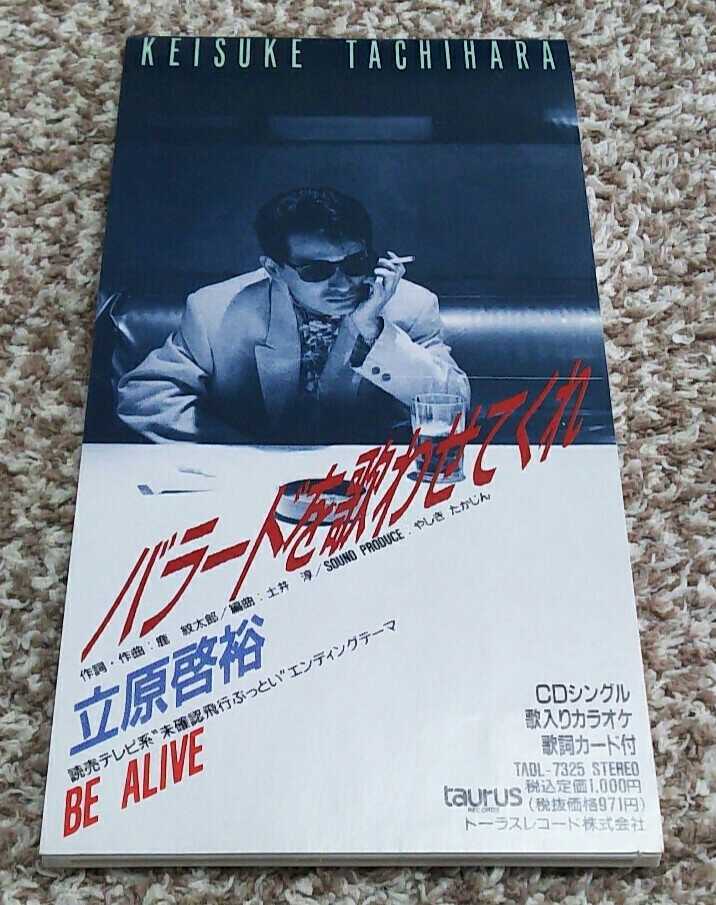 KEISUKE TACHIHARA
バラードを歌わせてくれ
作詞・作曲：鹿 紋太郎／編曲：土井 淳／SOUND PRODUCE：やしき たかじん
立原啓裕
読売テレビ系"未確認飛行ぶっとい"エンディングテーマ
BE ALIVE
CDシングル
歌入りカラオケ
歌詞カード付
TADL-7325 STEREO
税込定価1,000円
(税抜価格971円)
taurus
RECORDS
トーラスレコード株式会社